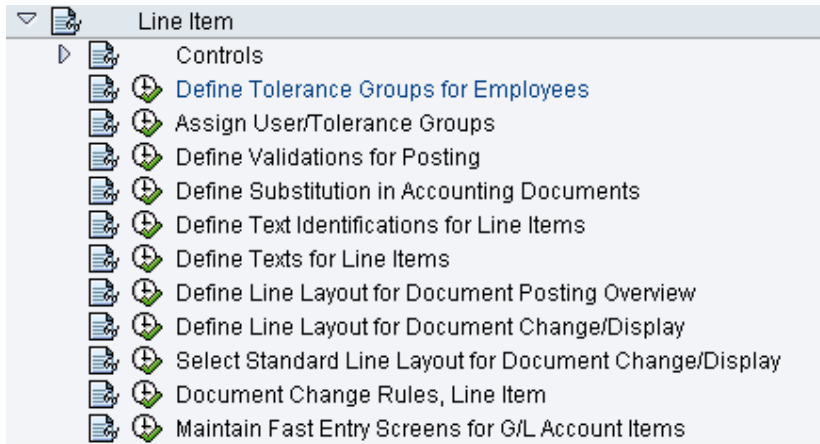 Line Item
Controls
Define Tolerance Groups for Employees
Assign User/Tolerance Groups
Define Validations for Posting
Define Substitution in Accounting Documents
Define Text Identifications for Line Items
Define Texts for Line Items
Define Line Layout for Document Posting Overview
Define Line Layout for Document Change/Display
Select Standard Line Layout for Document Change/Display
Document Change Rules, Line Item
Maintain Fast Entry Screens for G/L Account Items